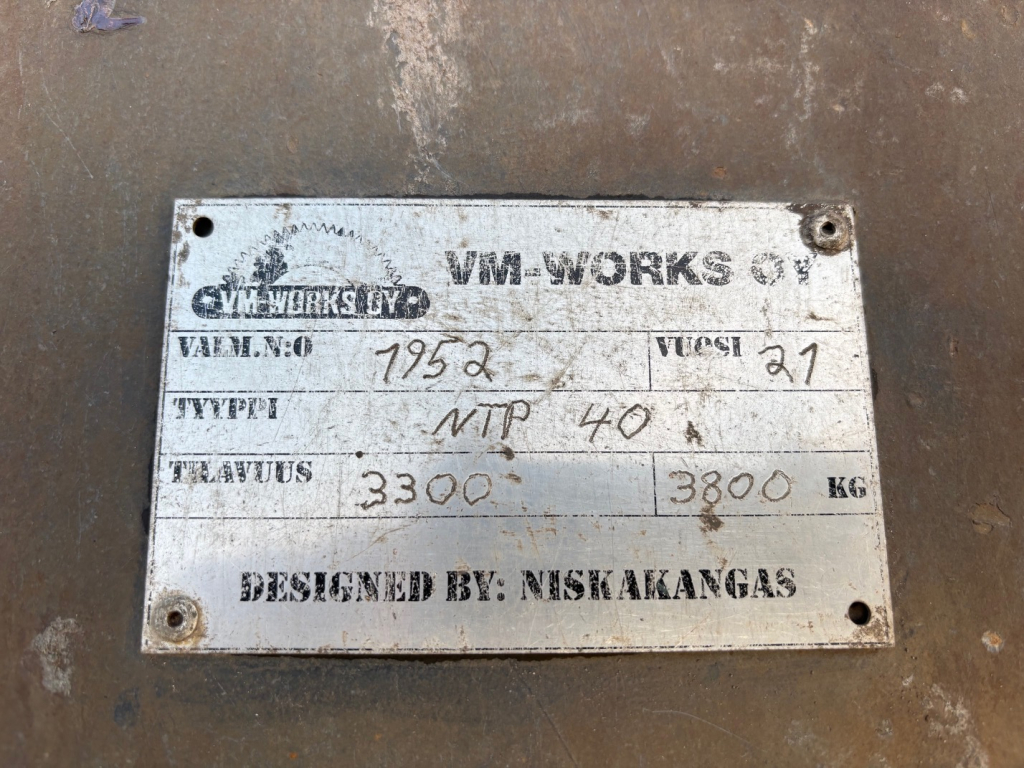 VM-WORKS OY
VM-WORKS OY
VALM.N:O 1952 VUOSI 21
TYYPPI NTP 40
TILAVUUS 3300 3800 KG
DESIGNED BY: NISKAKANGAS